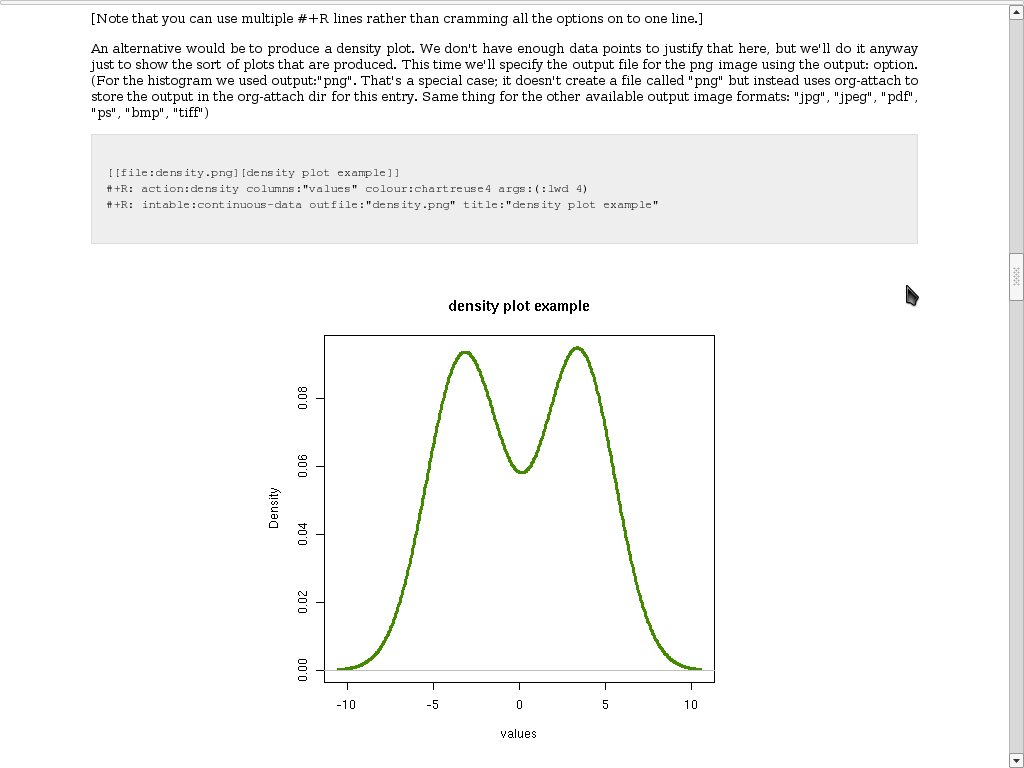 [Note that you can use multiple #+R lines rather than cramming all the options on to one line.]
An alternative would be to produce a density plot. We don't have enough data points to justify that here, but we'll do it anyway
just to show the sort of plots that are produced. This time we'll specify the output file for the png image using the output: option.
(For the histogram we used output:"png". That's a special case; it doesn't create a file called "png" but instead uses org-attach to
store the output in the org-attach dir for this entry. Same thing for the other available output image formats: "jpg", "jpeg", "pdf",
"ps", "bmp", "tiff")
[[file:density.png][density plot example]]
#+R: action:density columns:"values" colour:chartreuse4 args:(:lwd 4)
#+R: intable:continuous-data outfile:"density.png" title:"density plot example"
density plot example
0.08
0.06
0.04
0.02
0.00
Density
-10 -5 0 5 10
values